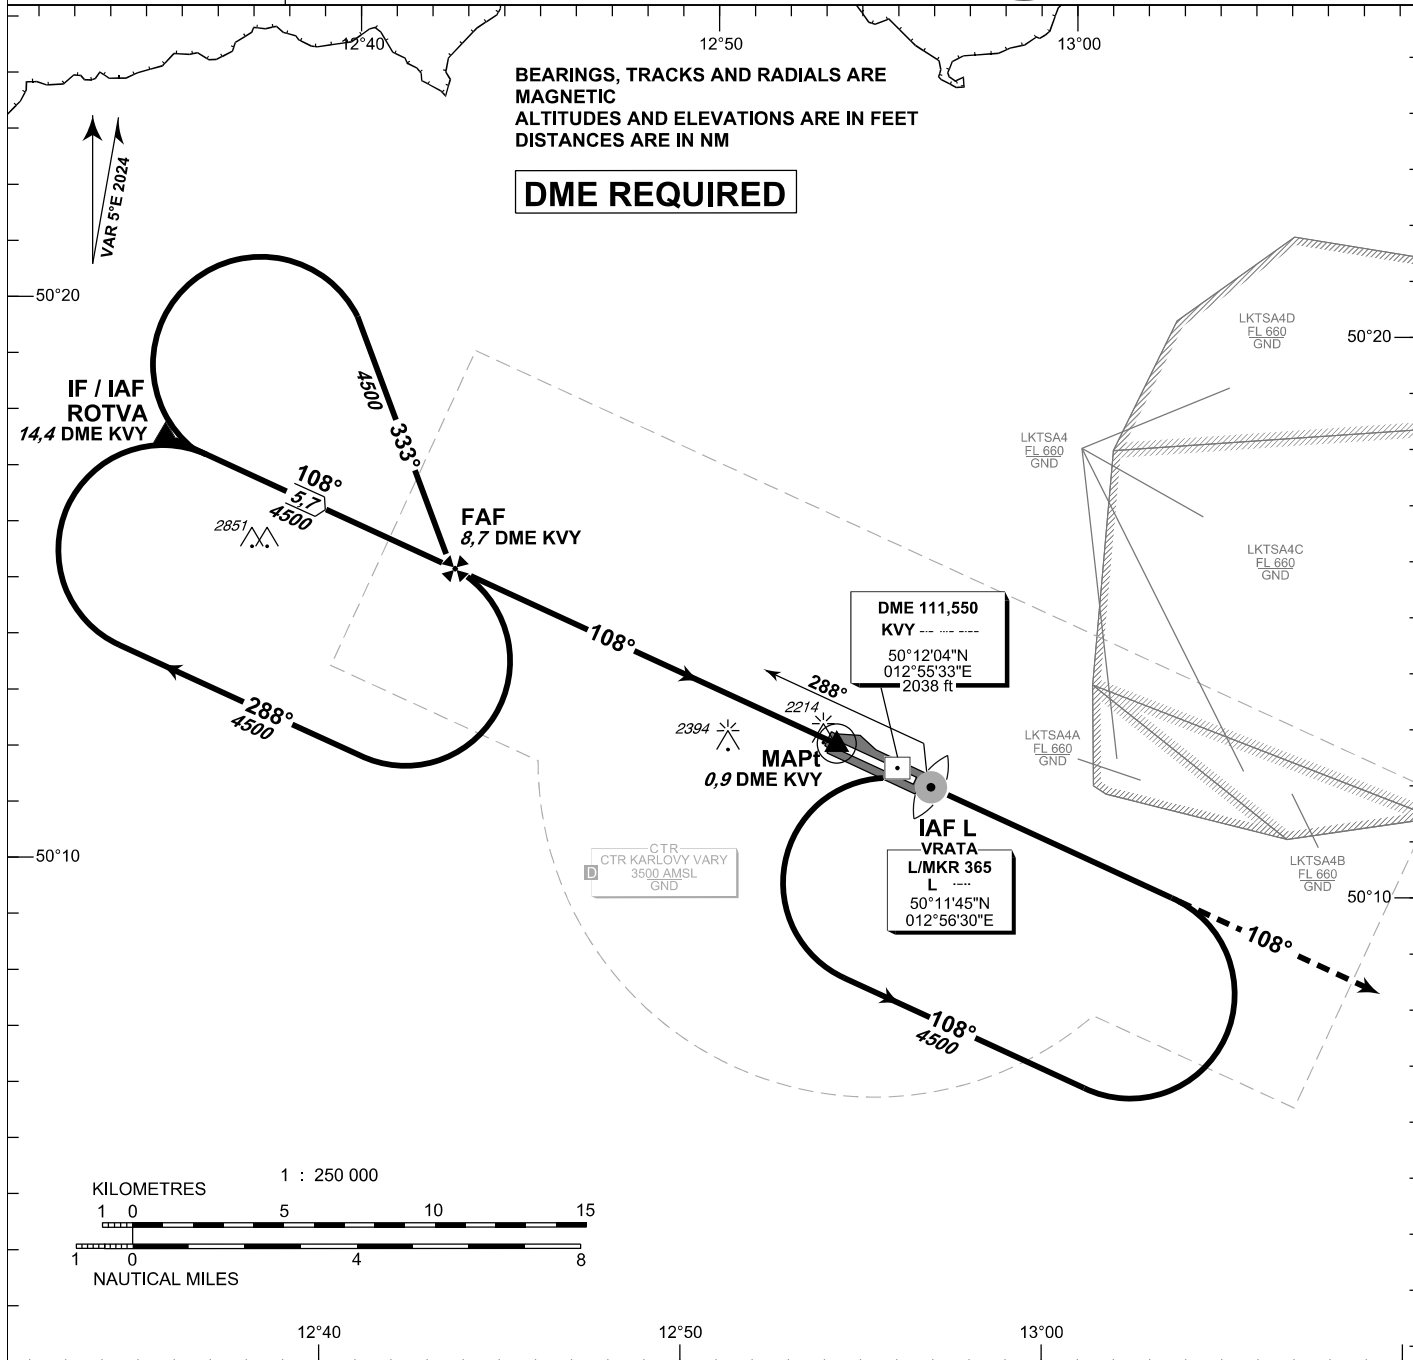 12°40
12°50
13°00
BEARINGS, TRACKS AND RADIALS ARE
MAGNETIC
ALTITUDES AND ELEVATIONS ARE IN FEET
DISTANCES ARE IN NM
DME REQUIRED
VAR 5°E 2024
50°20
50°20
LKTSA4D
FL 660
GND
IF / IAF
ROTVA
14,4 DME KVY
4500
333°
LKTSA4
FL 660
GND
108°
5,7
4500
2851
FAF
8,7 DME KVY
LKTSA4C
FL 660
GND
DME 111,550
KVY
50°12'04"N
012°55'33"E
2038 ft
108°
288°
288°
4500
2214
2394
MAPt
0,9 DME KVY
LKTSA4A
FL 660
GND
IAF L
VRATA
L/MKR 365
L
50°11'45"N
012°56'30"E
50°10
CTR
CTR KARLOVY VARY
3500 AMSL
GND
D
LKTSA4B
FL 660
GND
50°10
108°
108°
4500
1 : 250 000
KILOMETRES
1 0 5 10 15
1 0 4 8
NAUTICAL MILES
12°40
12°50
13°00